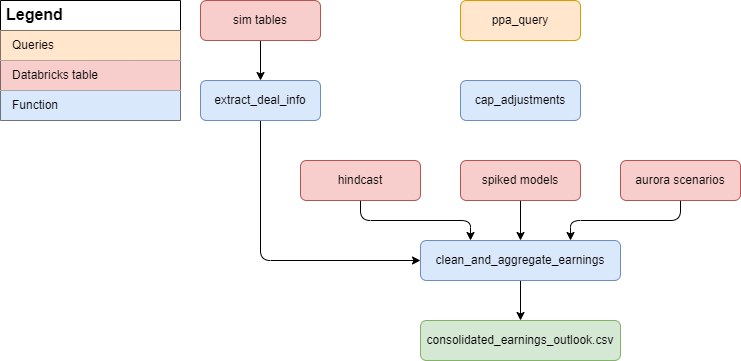 Legend
Queries
Databricks table
Function
sim tables
ppa_query
extract_deal_info
cap_adjustments
hindcast
spiked models
aurora scenarios
clean_and_aggregate_earnings
consolidated_earnings_outlook.csv